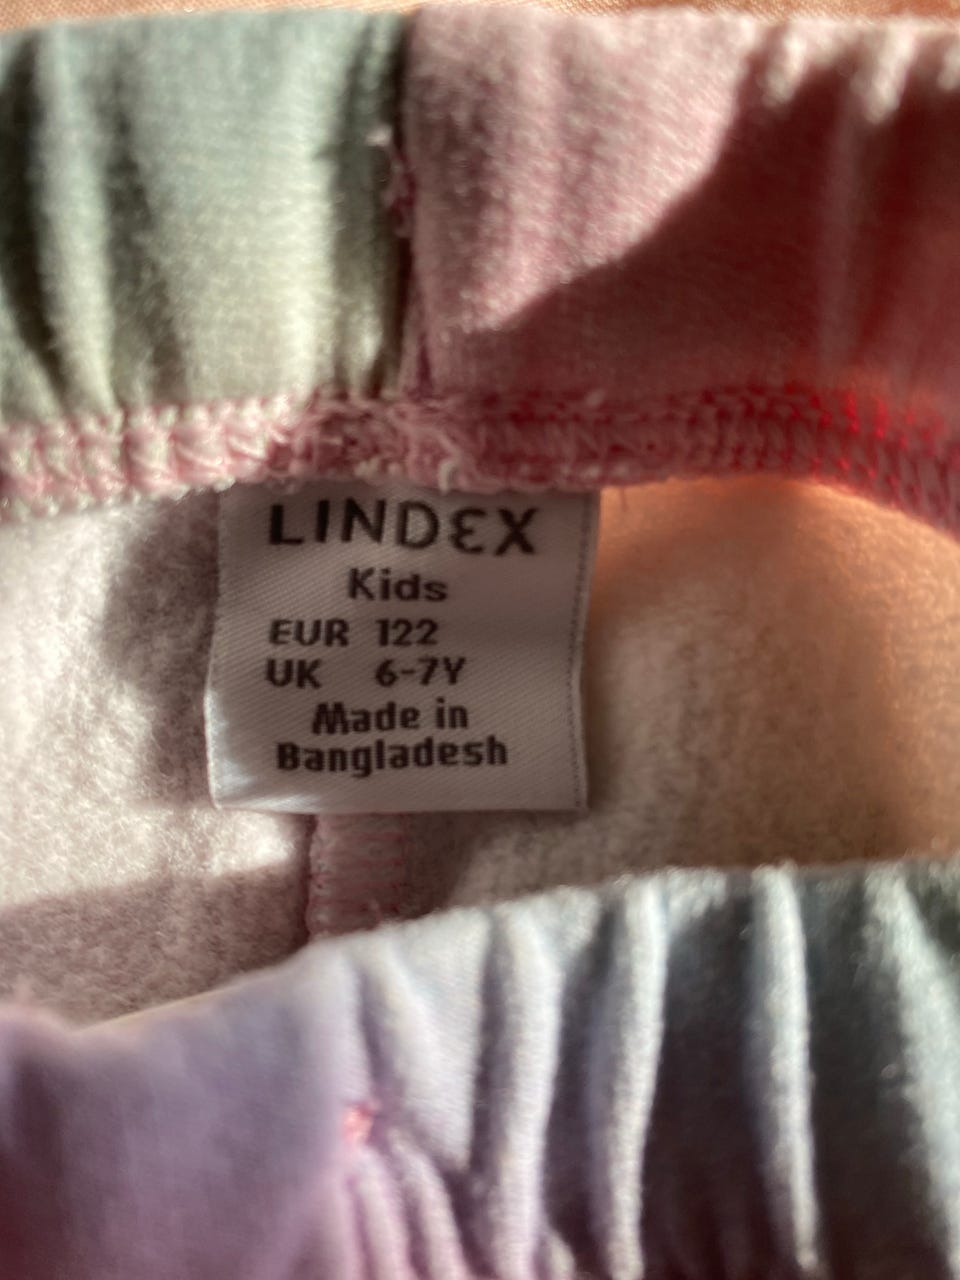 LINDEX
Kids
EUR 122
UK 6-7Y
Made in
Bangladesh